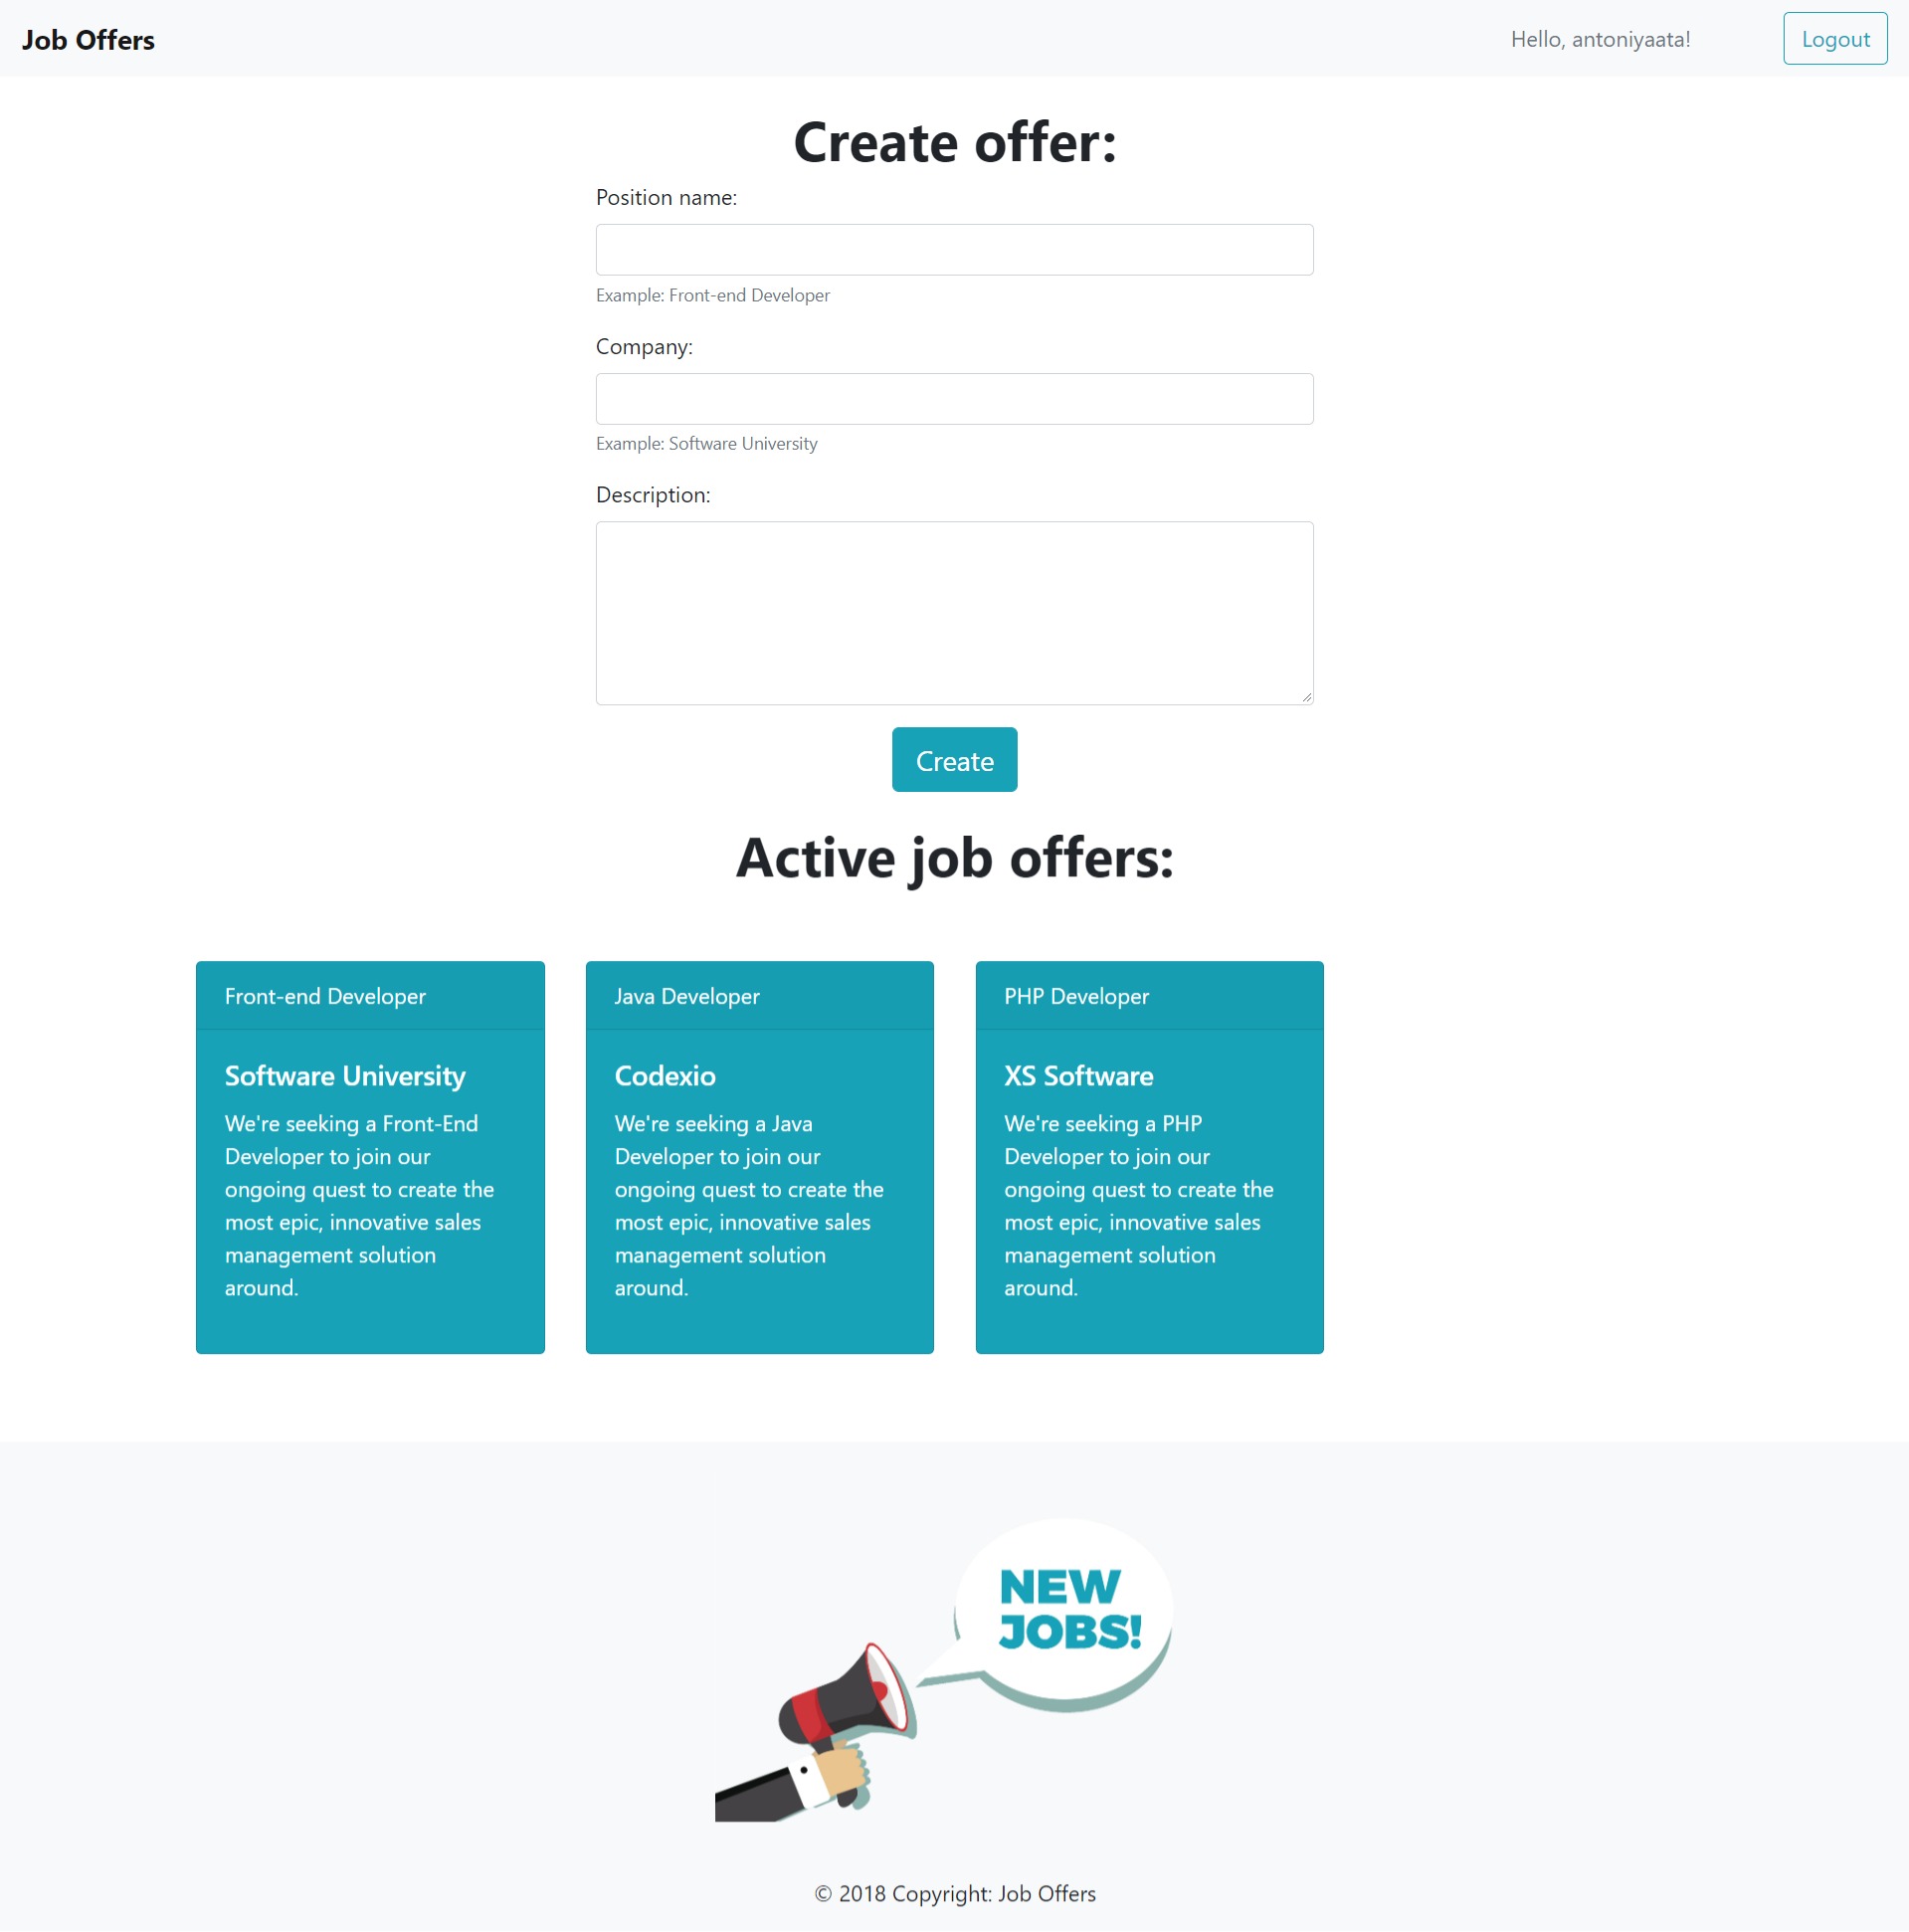 Job Offers
Hello, antoniyaata!
Logout
Create offer:
Position name:
Example: Front-end Developer
Company:
Example: Software University
Description:
Create
Active job offers:
Front-end Developer
Software University
We're seeking a Front-End
Developer to join our
ongoing quest to create the
most epic, innovative sales
management solution
around.
Java Developer
Codexio
We're seeking a Java
Developer to join our
ongoing quest to create the
most epic, innovative sales
management solution
around.
PHP Developer
XS Software
We're seeking a PHP
Developer to join our
ongoing quest to create the
most epic, innovative sales
management solution
around.
NEW
JOBS!
© 2018 Copyright: Job Offers